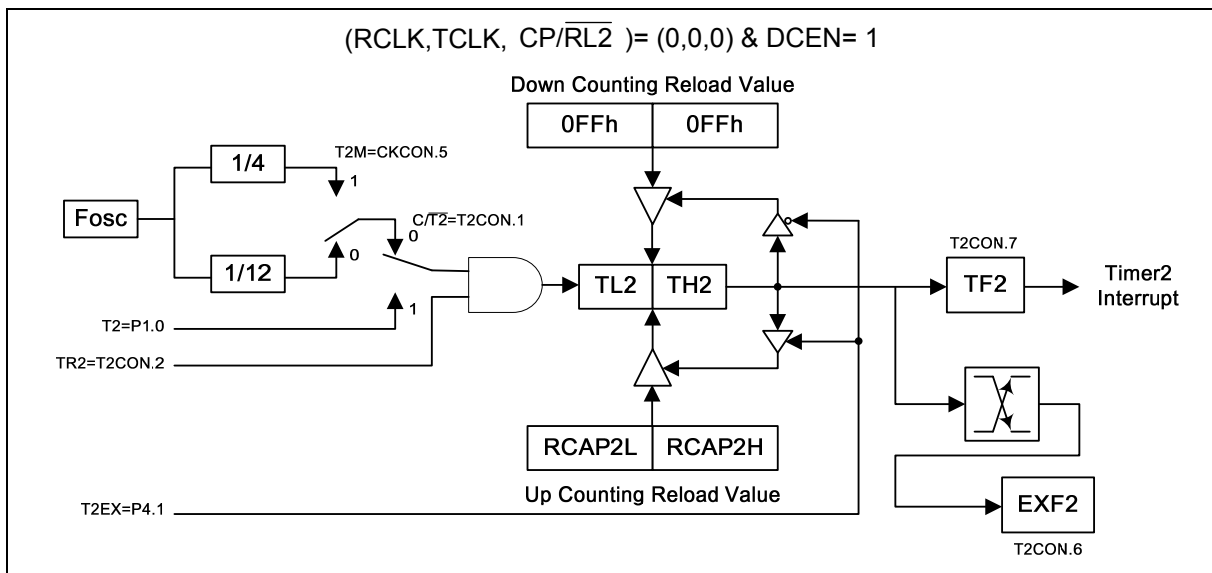 (RCLK,TCLK, CP/RL2 )= (0,0,0) & DCEN= 1
Down Counting Reload Value
0FFh 0FFh
T2M=CKCON.5
1/4
1
Fosc
C/T2=T2CON.1
0
0
1/12
1
T2=P1.0
TR2=T2CON.2
TL2 TH2
T2CON.7
TF2
Timer2
Interrupt
RCAP2L RCAP2H
Up Counting Reload Value
T2EX=P4.1
EXF2
T2CON.6